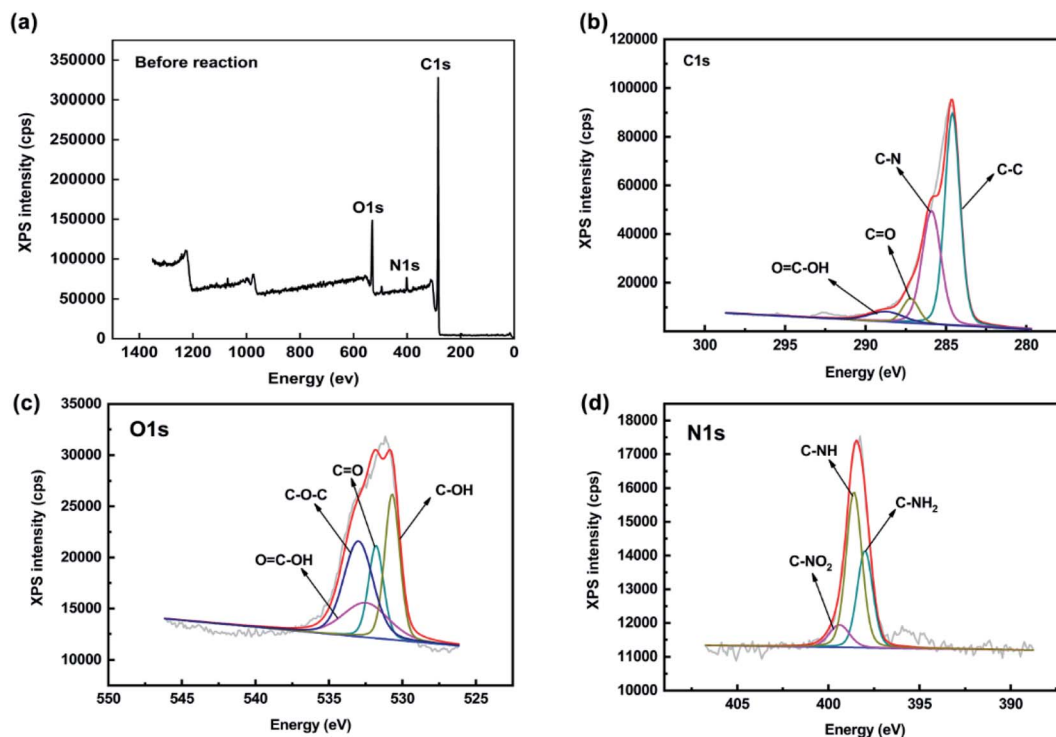 (a)
Before reaction
C1s
O1s
N1s
350000
300000
250000
200000
150000
100000
50000
0
XPS intensity (cps)
1400 1200 1000 800 600 400 200 0
Energy (ev)
(b)
C1s
C-N
C-C
C=O
O=C-OH
120000
100000
80000
60000
40000
20000
0
XPS intensity (cps)
300 295 290 285 280
Energy (eV)
(c)
O1s
C=O
C-OH
C-O-C
O=C-OH
35000
30000
25000
20000
15000
10000
XPS intensity (cps)
550 545 540 535 530 525
Energy (eV)
(d)
N1s
C-NH
C-NH₂
C-NO₂
18000
17000
16000
15000
14000
13000
12000
11000
10000
XPS intensity (cps)
405 400 395 390
Energy (eV)